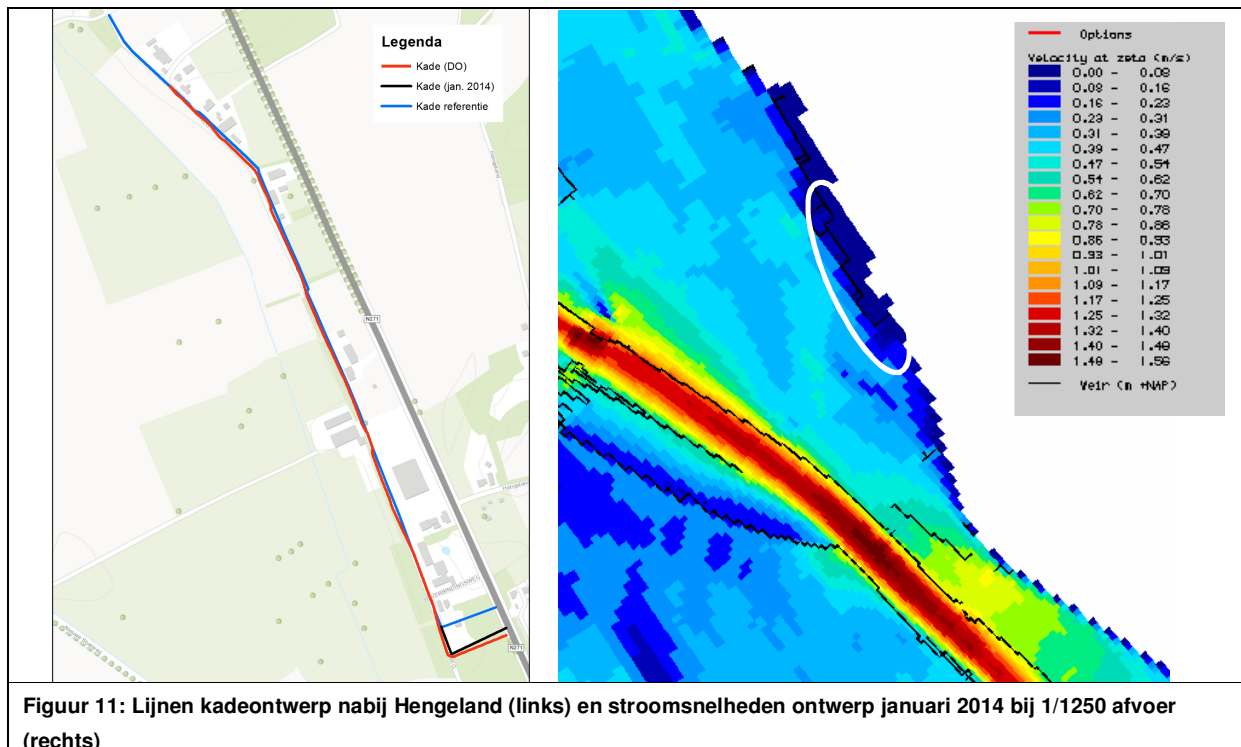 Legenda
Kade (DO)
Kade (jan. 2014)
Kade referentie
Hengeland
N271
Hengeland
N271
Options
Velocity at zeta (m/s)
0.00 - 0.08
0.08 - 0.16
0.16 - 0.23
0.23 - 0.31
0.31 - 0.39
0.39 - 0.47
0.47 - 0.54
0.54 - 0.62
0.62 - 0.70
0.70 - 0.78
0.78 - 0.86
0.86 - 0.93
0.93 - 1.01
1.01 - 1.09
1.09 - 1.17
1.17 - 1.25
1.25 - 1.32
1.32 - 1.40
1.40 - 1.48
1.48 - 1.56
Weir (m +NAP)
Figuur 11: Lijnen kadeontwerp nabij Hengeland (links) en stroomsnelheden ontwerp januari 2014 bij 1/1250 afvoer
(rechts)